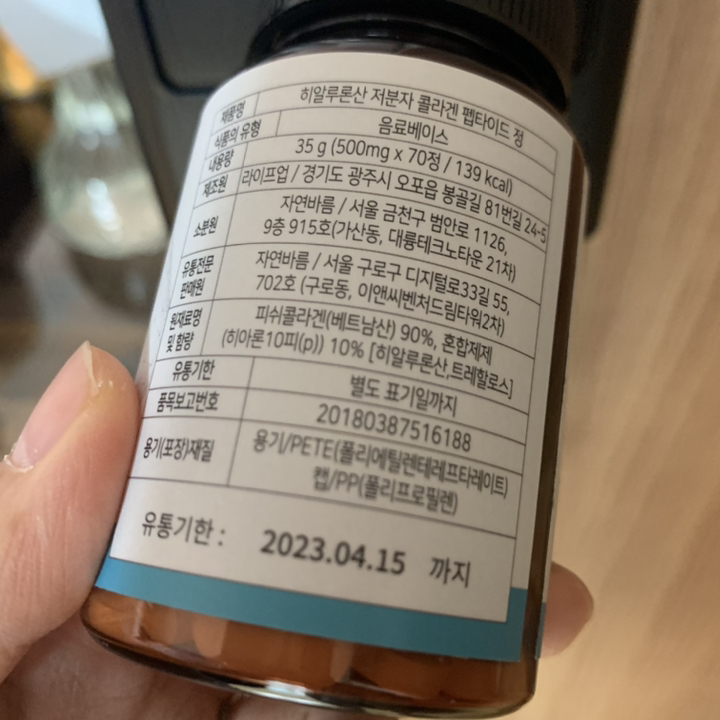 제품명 히알루론산 저분자 콜라겐 펩타이드 정
식품의 유형 음료베이스
내용량 35 g (500mg x 70정 / 139 kcal)
제조원 라이프업 / 경기도 광주시 오포읍 봉골길 81번길 24-5
소분원 자연바름 / 서울 금천구 범안로 1126,
9층 915호(가산동, 대륭테크노타운 21차)
유통전문
판매원
자연바름 / 서울 구로구 디지털로33길 55,
702호 (구로동, 이앤씨벤처드림타워2차)
원재료명
및 함량
피쉬콜라겐(베트남산) 90%, 혼합제제
(히아론10피(p)) 10% [히알루론산,트레할로스]
유통기한 별도 표기일까지
품목보고번호 20180387516188
용기(포장)재질 용기/PETE(폴리에틸렌테레프타레이트)
캡/PP(폴리프로필렌)
유통기한 : 2023.04.15 까지